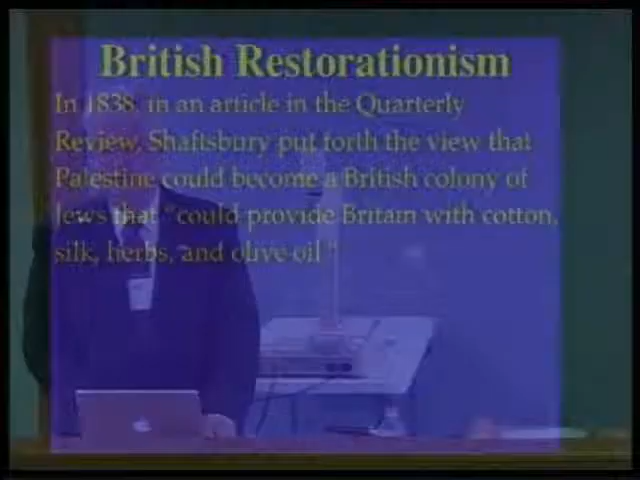 British Restorationism
In 1838, in an article in the Quarterly
Review, Shaftsbury put forth the view that
Palestine could become a British colony of
Jews that "could provide Britain with cotton,
silk, herbs, and olive-oil"